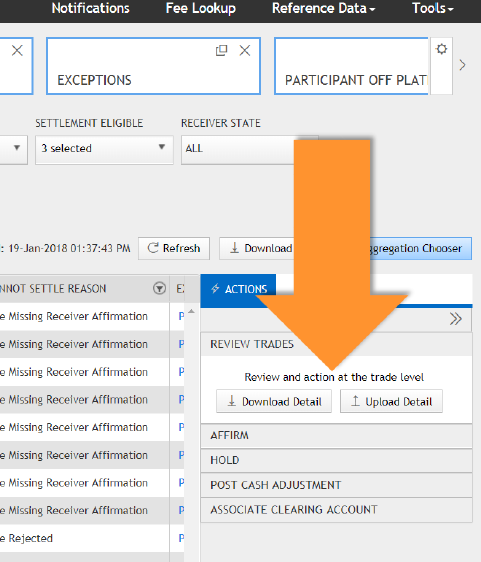 Notifications Fee Lookup Reference Data Tools
EXCEPTIONS PARTICIPANT OFF PLAT
SETTLEMENT ELIGIBLE RECEIVER STATE
3 selected ALL
19-Jan-2018 01:37:43 PM Refresh Download ggregation Chooser
NNOT SETTLE REASON EX ACTIONS
e Missing Receiver Affirmation P
e Missing Receiver Affirmation P
REVIEW TRADES
e Missing Receiver Affirmation P
Review and action at the trade level
e Missing Receiver Affirmation P
Download Detail Upload Detail
e Missing Receiver Affirmation P
AFFIRM
e Missing Receiver Affirmation P
HOLD
e Missing Receiver Affirmation P
POST CASH ADJUSTMENT
e Missing Receiver Affirmation P
ASSOCIATE CLEARING ACCOUNT
e Rejected P